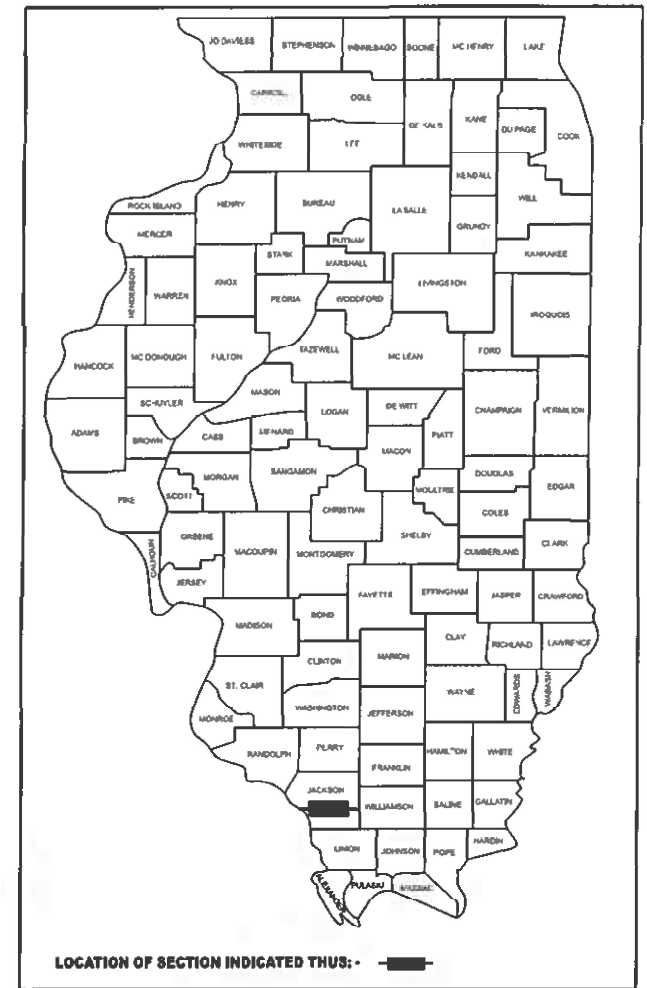 JO DAVIESS STEPHENSON WINNEBAGO BOONE MC HENRY LAKE
CARROLL OGLE DE KALB KANE DU PAGE COOK
WHITESIDE LEE KENDALL WILL
ROCK ISLAND HENRY BUREAU LA SALLE GRUNDY
MERCER STARK PUTNAM MARSHALL KANKAKEE
HENDERSON WARREN KNOX PEORIA WOODFORD LIVINGSTON IROQUOIS
HANCOCK MC DONOUGH FULTON TAZEWELL MC LEAN FORD
MASON
SCHUYLER LOGAN DE WITT CHAMPAIGN VERMILION
ADAMS BROWN CASS MENARD MACON PIATT
PIKE SCOTT MORGAN SANGAMON MOULTRIE DOUGLAS EDGAR
CHRISTIAN COLES
CALHOUN GREENE MACOUPIN MONTGOMERY SHELBY CUMBERLAND CLARK
JERSEY FAYETTE EFFINGHAM JASPER CRAWFORD
MADISON BOND CLAY RICHLAND LAWRENCE
CLINTON MARION
ST. CLAIR WASHINGTON JEFFERSON WAYNE EDWARDS WABASH
MONROE
RANDOLPH PERRY FRANKLIN HAMILTON WHITE
JACKSON WILLIAMSON SALINE GALLATIN
UNION JOHNSON POPE HARDIN
ALEXANDER PULASKI
LOCATION OF SECTION INDICATED THUS: -